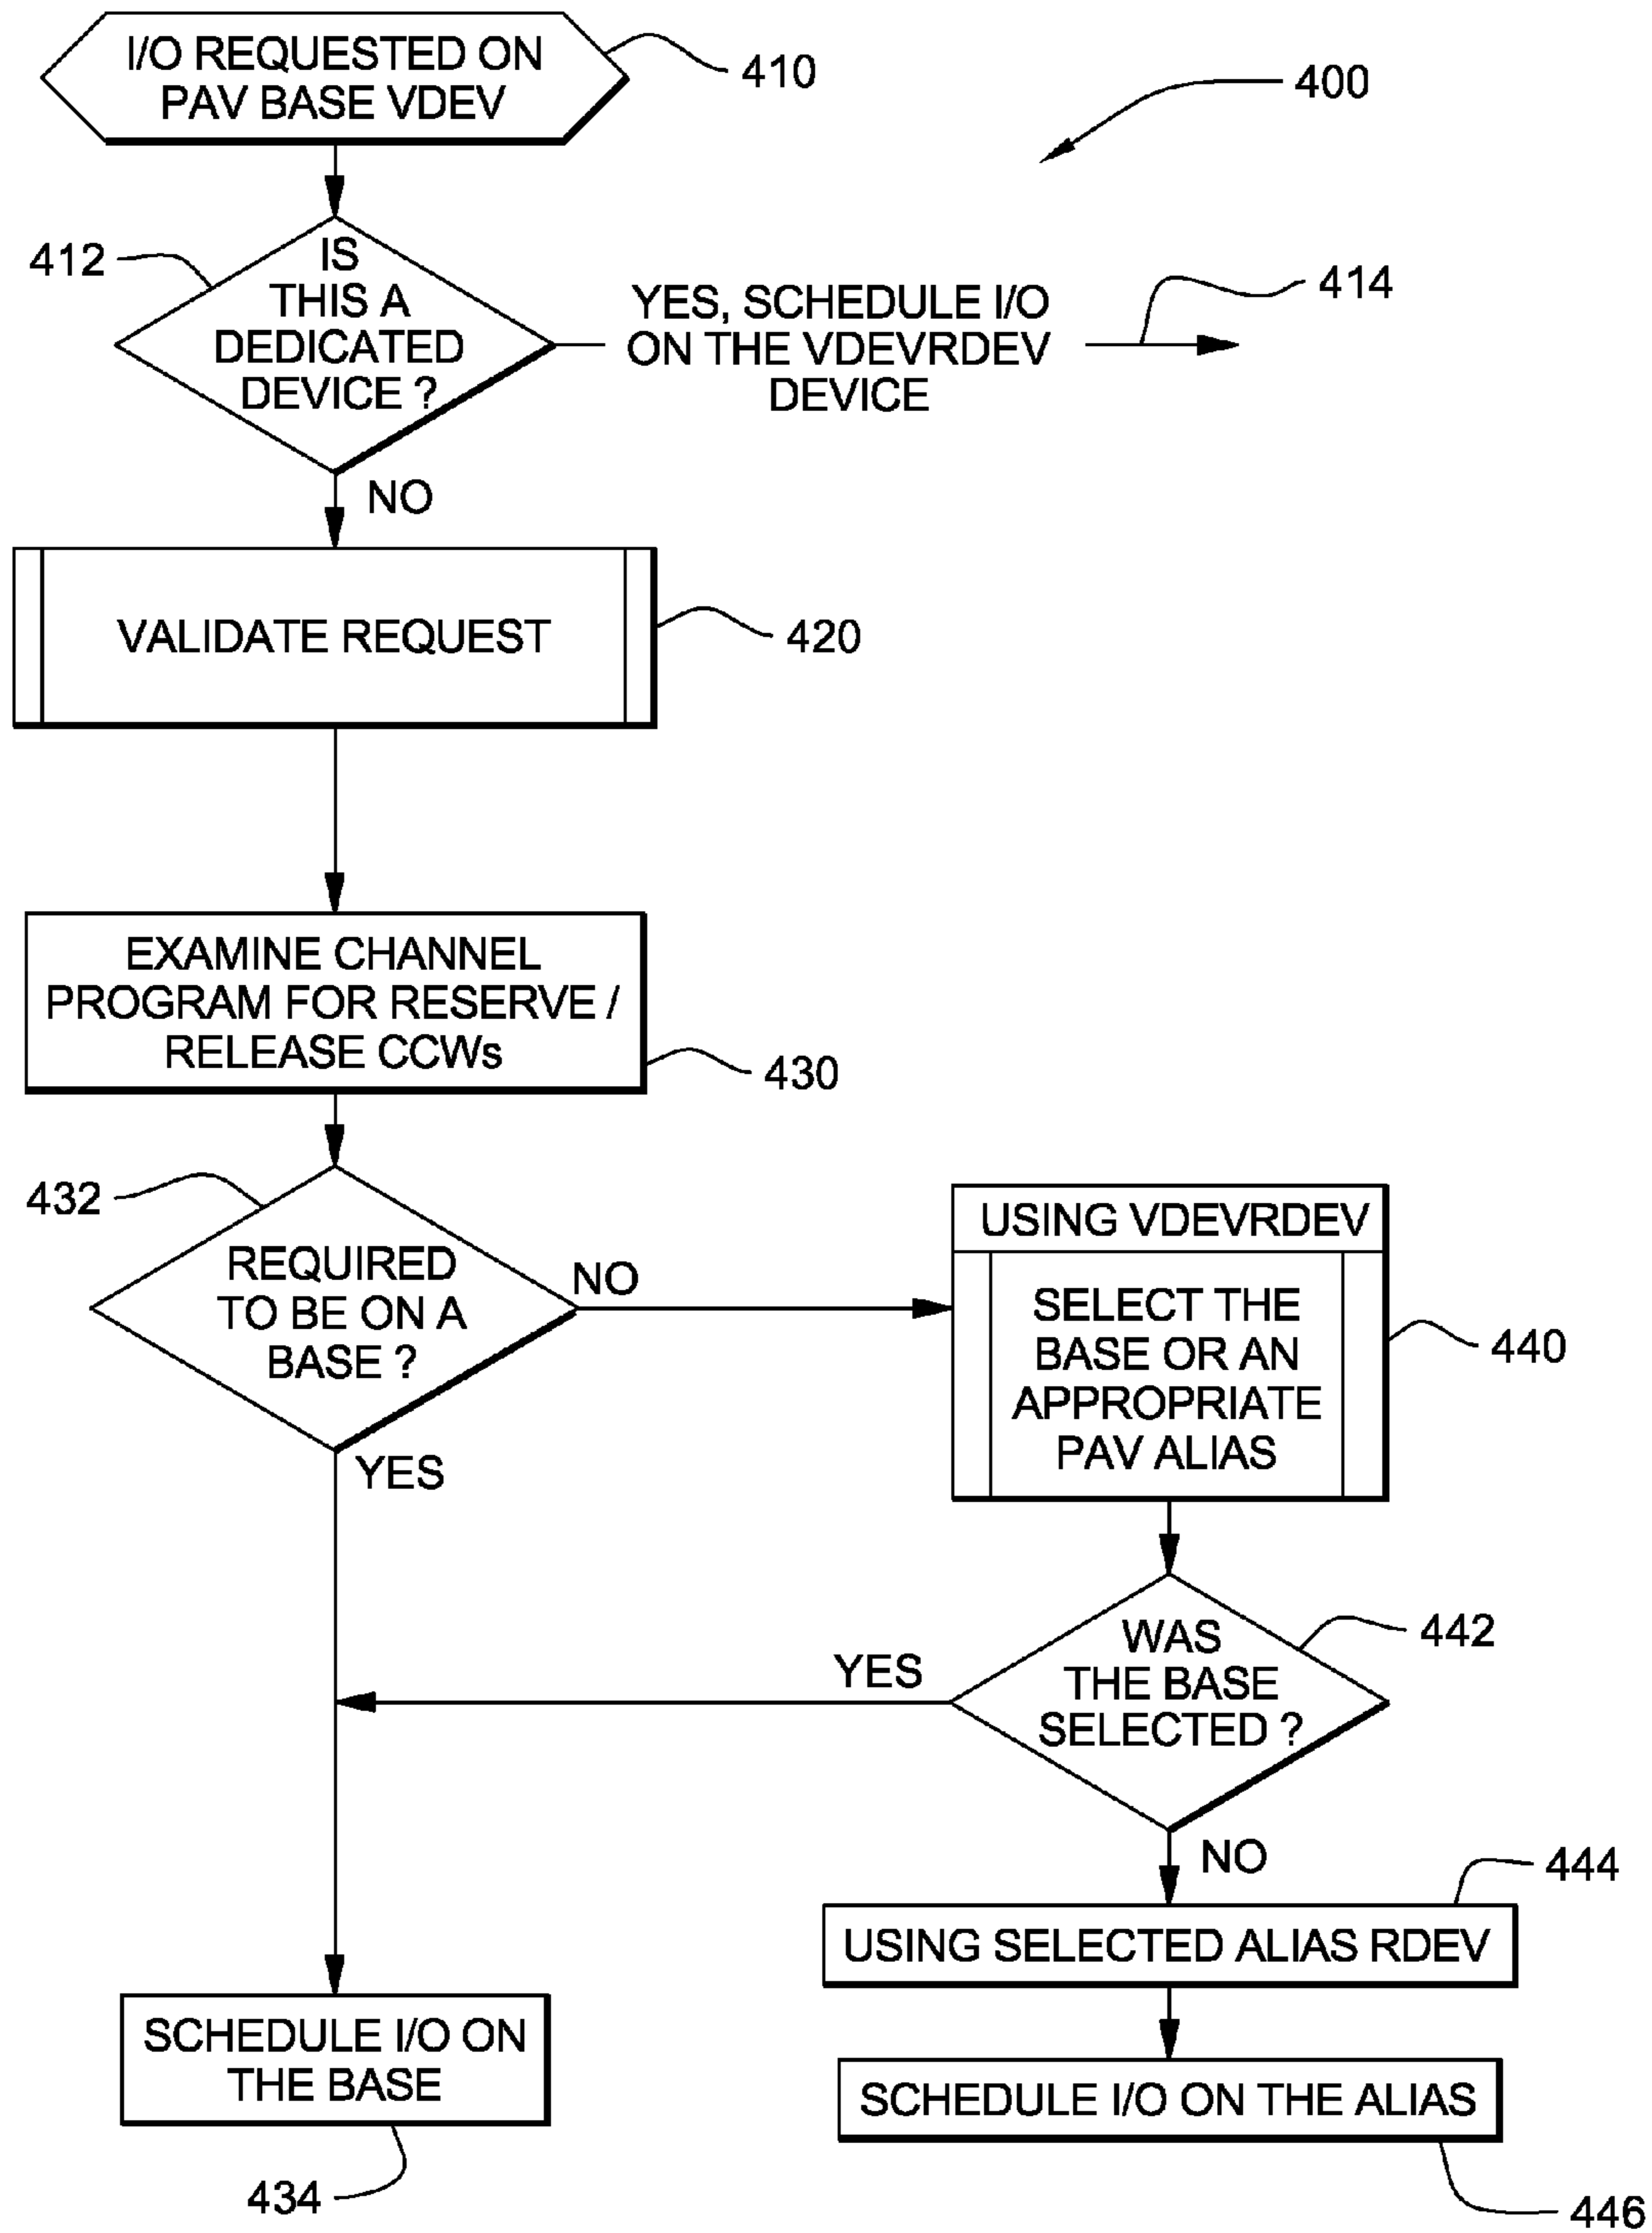 I/O REQUESTED ON
PAV BASE VDEV
410
400
412
IS
THIS A
DEDICATED
DEVICE ?
YES, SCHEDULE I/O
ON THE VDEVRDEV
DEVICE
414
NO
VALIDATE REQUEST
420
EXAMINE CHANNEL
PROGRAM FOR RESERVE /
RELEASE CCWs
430
432
REQUIRED
TO BE ON A
BASE ?
NO
YES
USING VDEVRDEV
SELECT THE
BASE OR AN
APPROPRIATE
PAV ALIAS
440
WAS
THE BASE
SELECTED ?
442
YES
NO
444
USING SELECTED ALIAS RDEV
SCHEDULE I/O ON
THE BASE
434
SCHEDULE I/O ON THE ALIAS
446